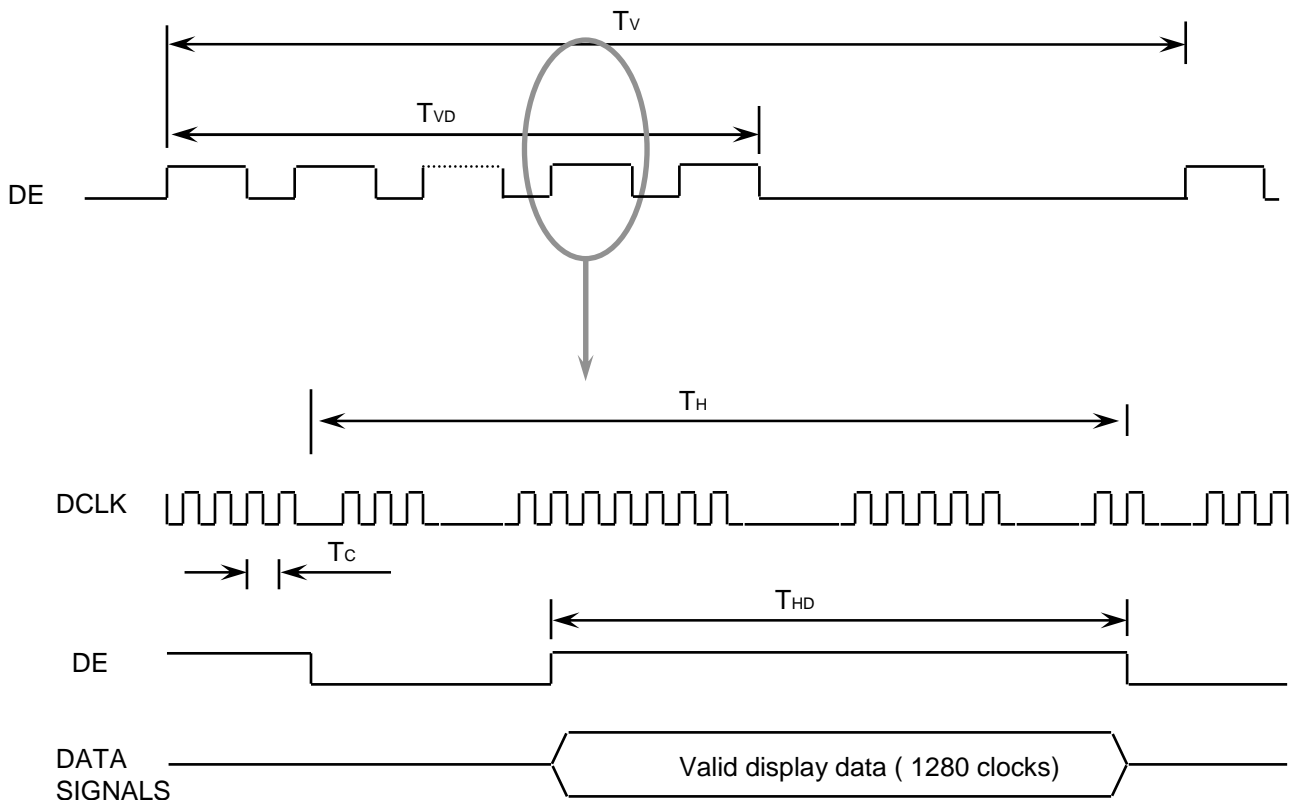 TV
TVD
DE
TH
DCLK
TC
THD
DE
DATA
SIGNALS
Valid display data ( 1280 clocks)